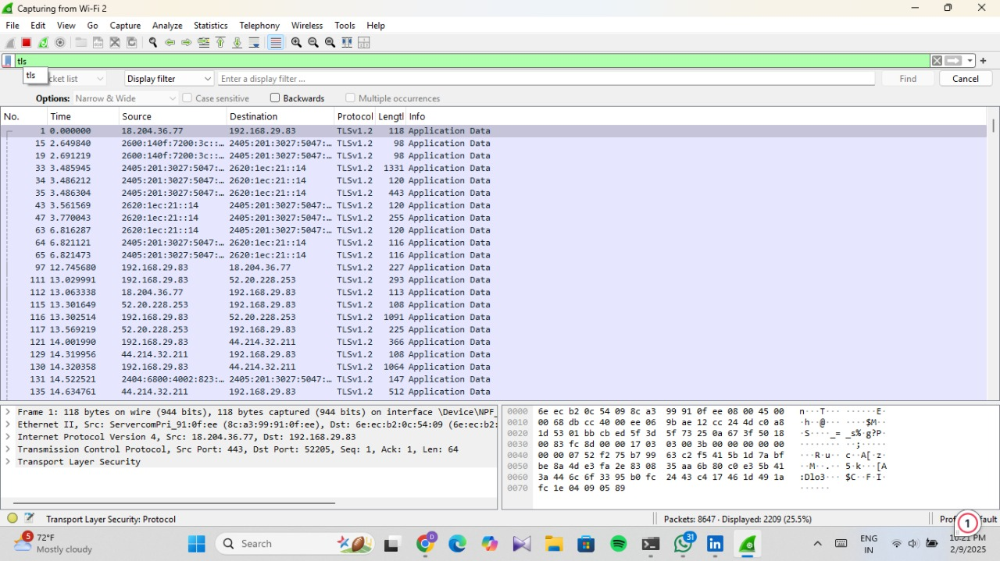 Capturing from Wi-Fi 2
File Edit View Go Capture Analyze Statistics Telephony Wireless Tools Help
tls
tls
cket list Display filter Enter a display filter ... Find Cancel
Options: Narrow & Wide Case sensitive Backwards Multiple occurrences
No. Time Source Destination Protocol Lengtl Info
1 0.000000 18.204.36.77 192.168.29.83 TLSv1.2 118 Application Data
15 2.649840 2600:140f:7200:3c::… 2405:201:3027:5047:… TLSv1.2 98 Application Data
19 2.691219 2600:140f:7200:3c::… 2405:201:3027:5047:… TLSv1.2 98 Application Data
33 3.485945 2405:201:3027:5047:… 2620:1ec:21::14 TLSv1.2 1331 Application Data
34 3.486212 2405:201:3027:5047:… 2620:1ec:21::14 TLSv1.2 120 Application Data
35 3.486304 2405:201:3027:5047:… 2620:1ec:21::14 TLSv1.2 443 Application Data
43 3.561569 2620:1ec:21::14 2405:201:3027:5047:… TLSv1.2 120 Application Data
47 3.770043 2620:1ec:21::14 2405:201:3027:5047:… TLSv1.2 255 Application Data
63 6.816287 2620:1ec:21::14 2405:201:3027:5047:… TLSv1.2 120 Application Data
64 6.821121 2405:201:3027:5047:… 2620:1ec:21::14 TLSv1.2 116 Application Data
65 6.821473 2405:201:3027:5047:… 2620:1ec:21::14 TLSv1.2 116 Application Data
97 12.745680 192.168.29.83 18.204.36.77 TLSv1.2 227 Application Data
111 13.029991 192.168.29.83 52.20.228.253 TLSv1.2 293 Application Data
112 13.063338 18.204.36.77 192.168.29.83 TLSv1.2 113 Application Data
115 13.301649 52.20.228.253 192.168.29.83 TLSv1.2 108 Application Data
116 13.302514 192.168.29.83 52.20.228.253 TLSv1.2 1091 Application Data
117 13.569219 52.20.228.253 192.168.29.83 TLSv1.2 225 Application Data
121 14.001990 192.168.29.83 44.214.32.211 TLSv1.2 366 Application Data
129 14.319956 44.214.32.211 192.168.29.83 TLSv1.2 108 Application Data
130 14.320358 192.168.29.83 44.214.32.211 TLSv1.2 1064 Application Data
131 14.522521 2404:6800:4002:823:… 2405:201:3027:5047:… TLSv1.2 147 Application Data
135 14.634761 44.214.32.211 192.168.29.83 TLSv1.2 512 Application Data
Frame 1: 118 bytes on wire (944 bits), 118 bytes captured (944 bits) on interface \Device\NPF_
Ethernet II, Src: ServercomPri_91:0f:ee (8c:a3:99:91:0f:ee), Dst: 6e:ec:b2:0c:54:09 (6e:ec:b2:
Internet Protocol Version 4, Src: 18.204.36.77, Dst: 192.168.29.83
Transmission Control Protocol, Src Port: 443, Dst Port: 52205, Seq: 1, Ack: 1, Len: 64
Transport Layer Security
0000 6e ec b2 0c 54 09 8c a3 99 91 0f ee 08 00 45 00 n···T··· ······E·
0010 00 68 db cc 40 00 ee 06 9b ae 12 cc 24 4d c0 a8 ·h··@··· ····$M··
0020 1d 53 01 bb cb ed 5f 3d 5f 73 25 0a 67 3f 50 18 ·S····_= _s%·g?P·
0030 00 83 fc 8d 00 00 17 03 03 00 3b 00 00 00 00 00 ········ ··;·····
0040 00 00 07 52 f2 75 b7 99 63 c2 f5 41 5b 1d 7a bf ···R·u·· c··A[·z·
0050 be 8a 4d e3 fa 2e 83 08 35 aa 6b 80 c0 e3 5b 41 ··M··.·· 5·k···[A
0060 3a 44 6c 6f 33 95 b0 fc 24 43 c4 17 46 1d 49 1a :Dlo3··· $C··F·I·
0070 fc 1e 04 09 05 89 ······
Transport Layer Security: Protocol Packets: 8647 · Displayed: 2209 (25.5%)
1
5 72°F
Mostly cloudy
Search
D
31
ENG
IN
10:21 PM
2/9/2025